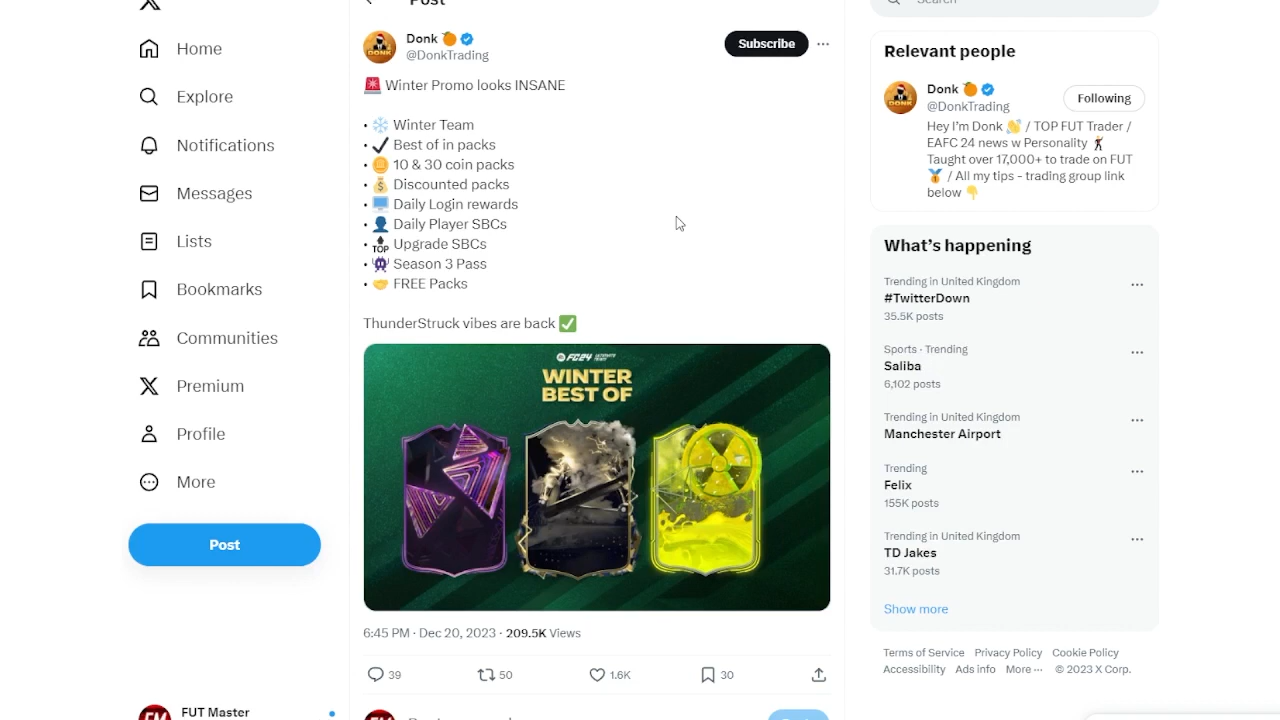 Post
Search
Home
Explore
Notifications
Messages
Lists
Bookmarks
Communities
Premium
Profile
More
Post
FUT Master
Donk 🍊
@DonkTrading
Subscribe
🚨 Winter Promo looks INSANE
• ❄️ Winter Team
• ✔️ Best of in packs
• 🪙 10 & 30 coin packs
• 💰 Discounted packs
• 🖥️ Daily Login rewards
• 👤 Daily Player SBCs
• 🔝 Upgrade SBCs
• 👾 Season 3 Pass
• 🤝 FREE Packs
ThunderStruck vibes are back ✅
FC24 ULTIMATE TEAM
WINTER
BEST OF
DONK
6:45 PM · Dec 20, 2023 · 209.5K Views
39
50
1.6K
30
Relevant people
Donk 🍊
@DonkTrading
Following
Hey I'm Donk 👋 / TOP FUT Trader /
EAFC 24 news w Personality 🕺
Taught over 17,000+ to trade on FUT
🥇 / All my tips - trading group link
below 👇
What's happening
Trending in United Kingdom
#TwitterDown
35.5K posts
Sports · Trending
Saliba
6,102 posts
Trending in United Kingdom
Manchester Airport
Trending
Felix
155K posts
Trending in United Kingdom
TD Jakes
31.7K posts
Show more
Terms of Service Privacy Policy Cookie Policy
Accessibility Ads info More ··· © 2023 X Corp.